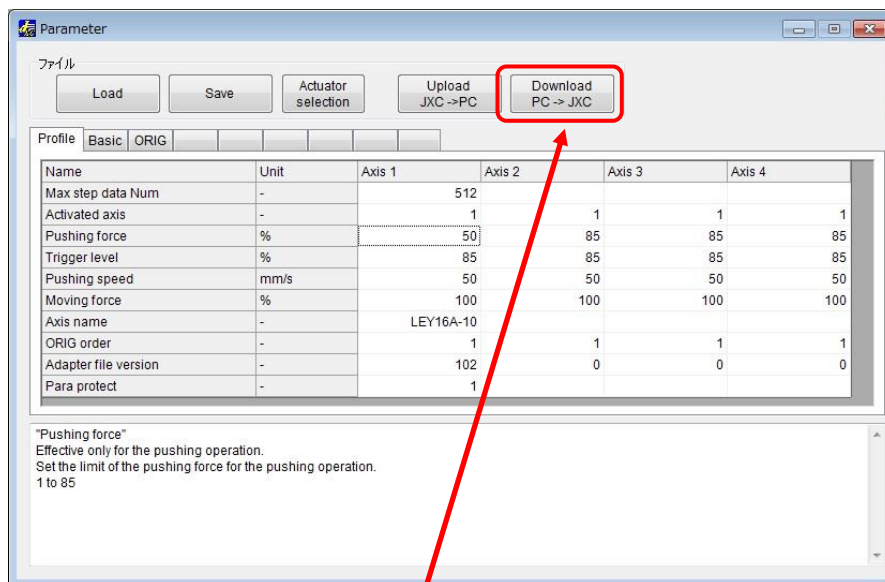 Parameter
ファイル
Load Save Actuator selection Upload JXC ->PC Download PC -> JXC
Profile Basic ORIG
Name Unit Axis 1 Axis 2 Axis 3 Axis 4
Max step data Num - 512
Activated axis - 1 1 1 1
Pushing force % 50 85 85 85
Trigger level % 85 85 85 85
Pushing speed mm/s 50 50 50 50
Moving force % 100 100 100 100
Axis name - LEY16A-10
ORIG order - 1 1 1 1
Adapter file version - 102 0 0 0
Para protect - 1
"Pushing force"
Effective only for the pushing operation.
Set the limit of the pushing force for the pushing operation.
1 to 85